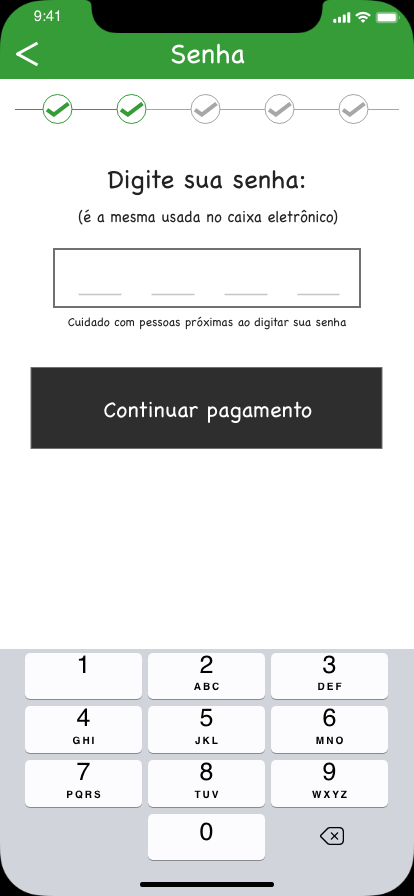 9:41
Senha
Digite sua senha:
(é a mesma usada no caixa eletrônico)
Cuidado com pessoas próximas ao digitar sua senha
Continuar pagamento
1 2 3
ABC DEF
4 5 6
GHI JKL MNO
7 8 9
PQRS TUV WXYZ
0